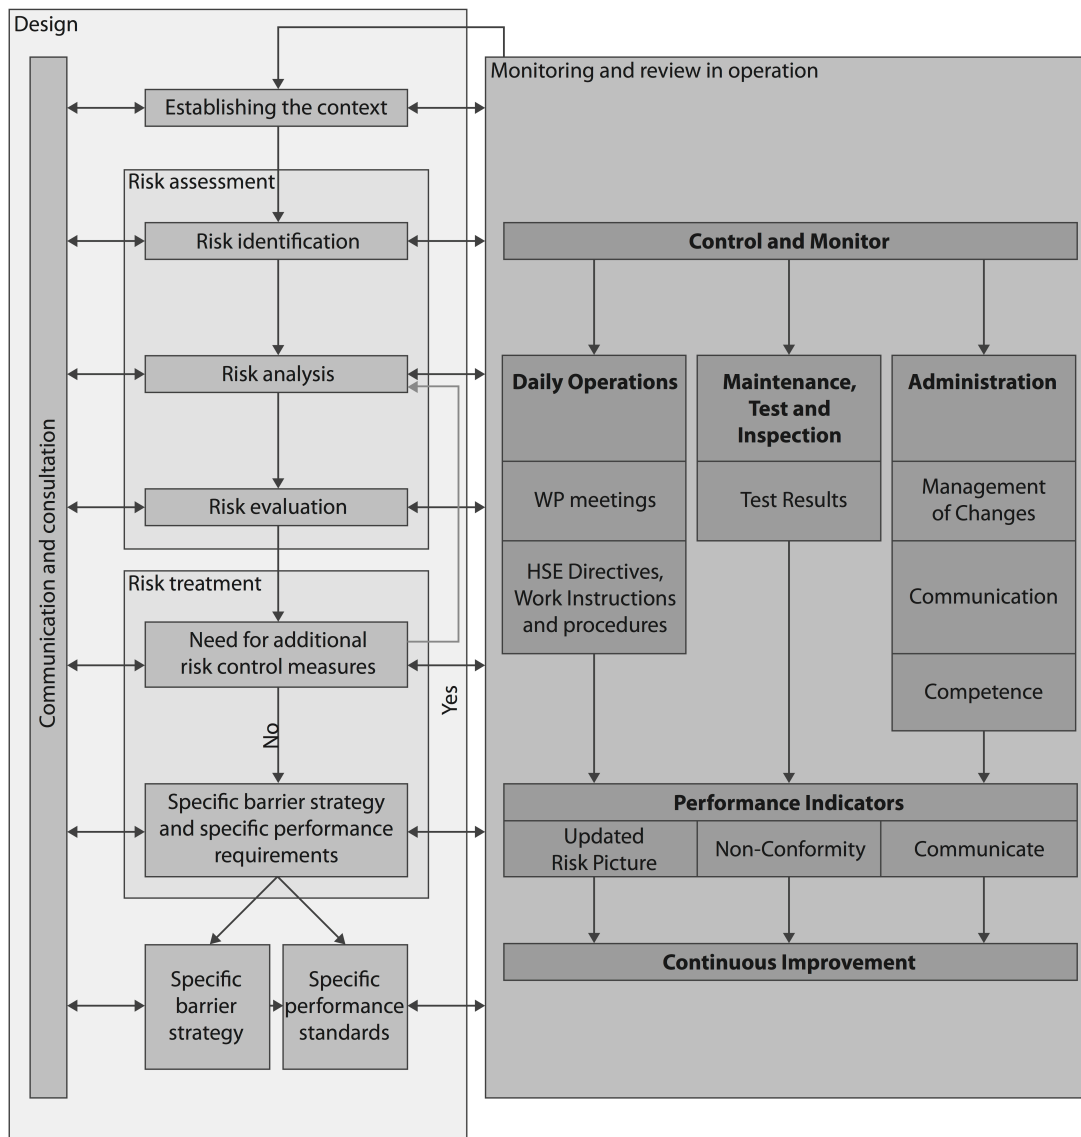 Design
Communication and consultation
Establishing the context
Risk assessment
Risk identification
Risk analysis
Risk evaluation
Risk treatment
Need for additional
risk control measures
Yes
No
Specific barrier strategy
and specific performance
requirements
Specific
barrier
strategy
Specific
performance
standards
Monitoring and review in operation
Control and Monitor
Daily Operations
WP meetings
HSE Directives,
Work Instructions
and procedures
Maintenance,
Test and
Inspection
Test Results
Administration
Management
of Changes
Communication
Competence
Performance Indicators
Updated
Risk Picture
Non-Conformity
Communicate
Continuous Improvement